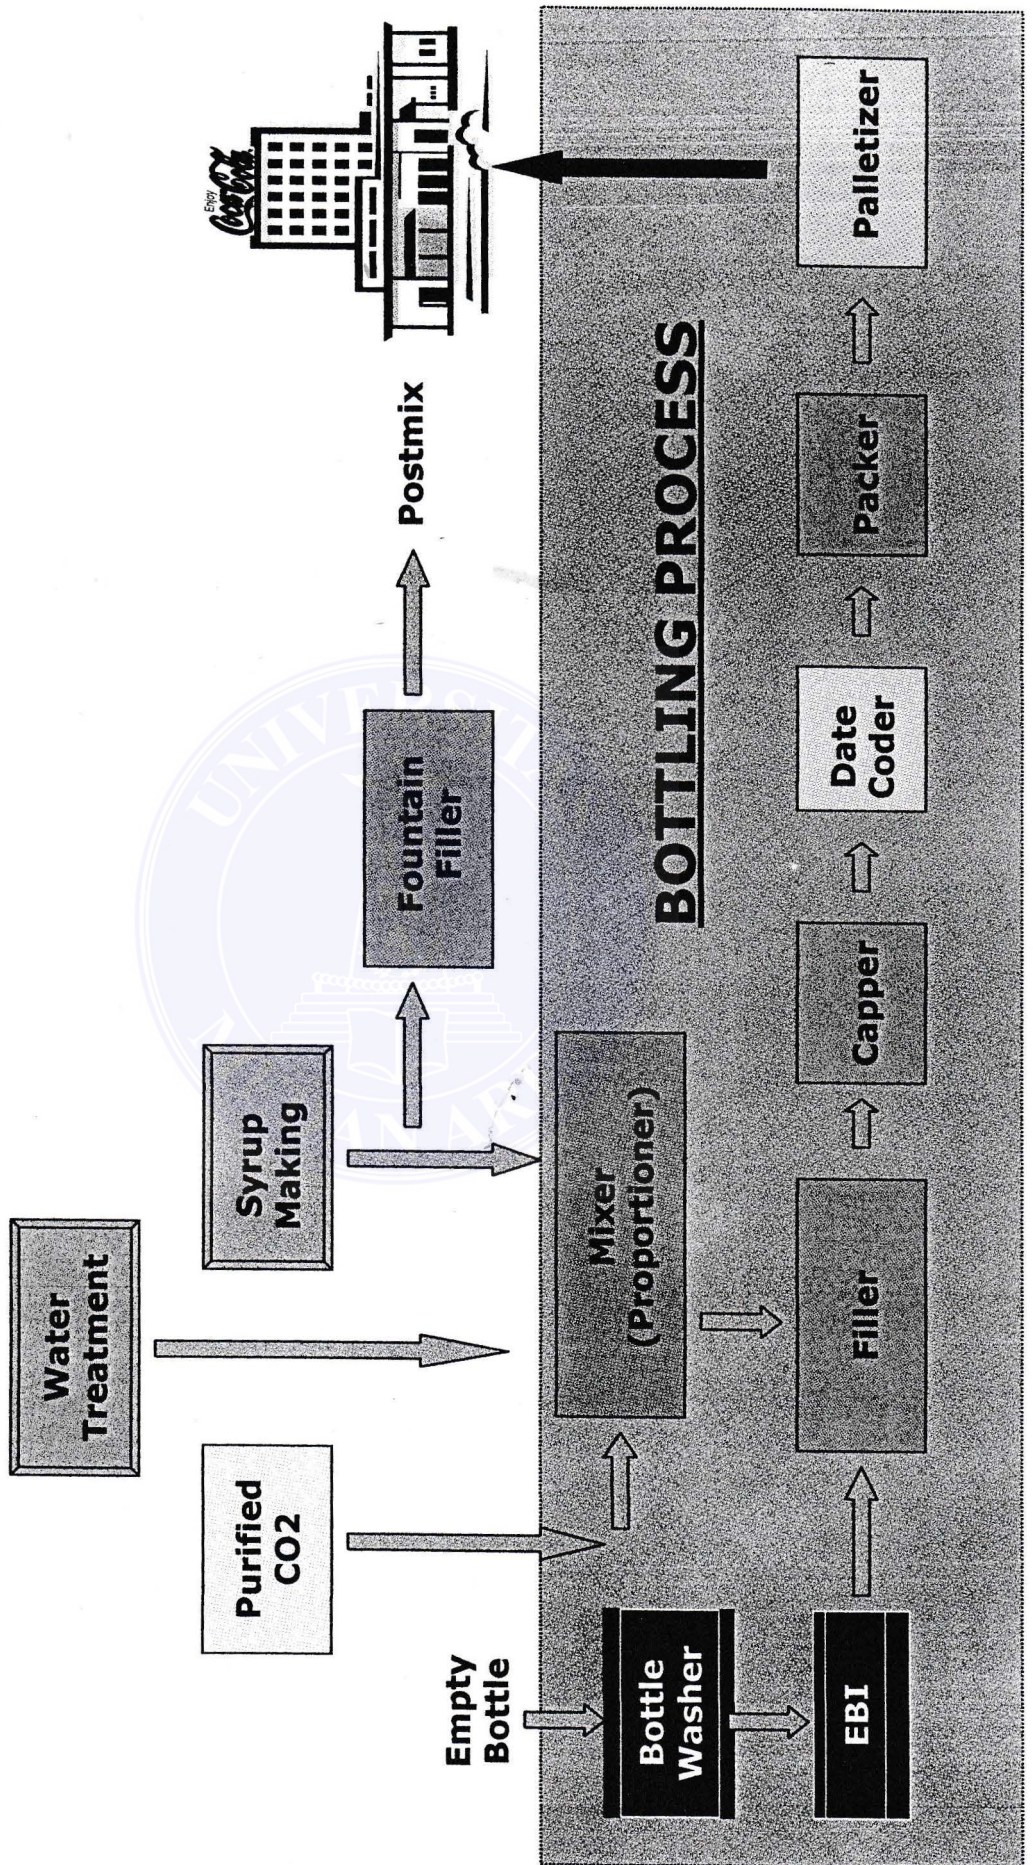 Water
Treatment
Purified
CO2
Syrup
Making
Enjoy
Coca-Cola
Fountain
Filler
Postmix
Empty
Bottle
Bottle
Washer
Mixer
(Proportioner)
BOTTLING PROCESS
EBI
Filler
Capper
Date
Coder
Packer
Palletizer